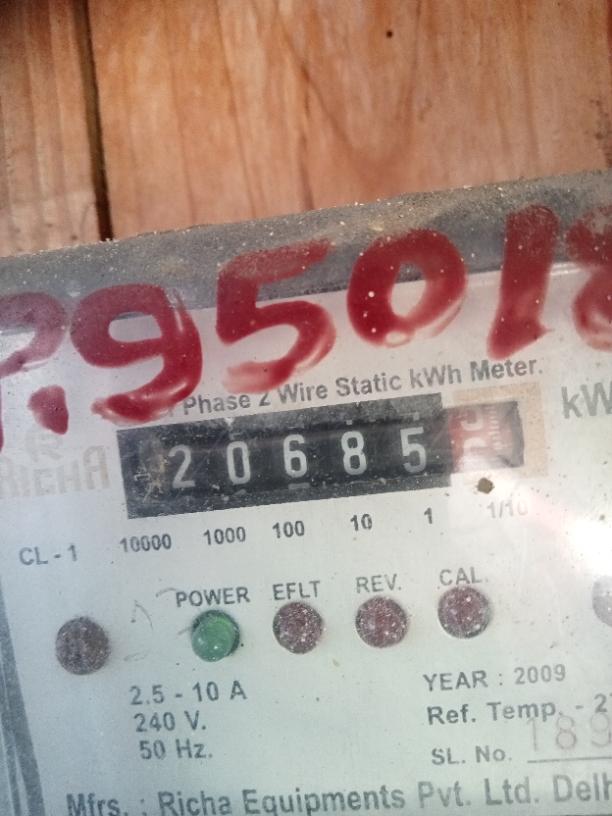 P.95018
Phase 2 Wire Static kWh Meter.
RICHA
20685
kW
CL - 1
10000 1000 100 10 1 1/10
POWER EFLT REV. CAL.
2.5 - 10 A
240 V.
50 Hz.
YEAR : 2009
Ref. Temp. - 2
SL. No. 189
Mfrs. : Richa Equipments Pvt. Ltd. Delh